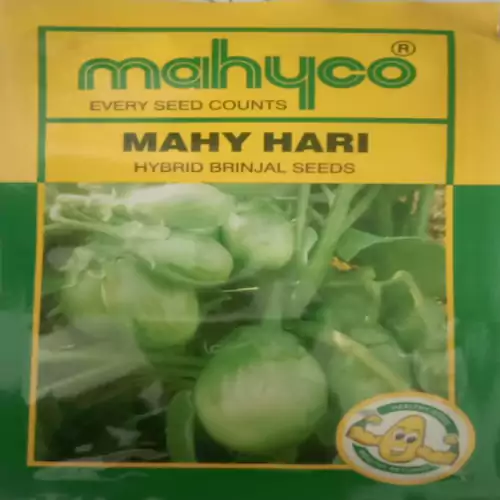 mahyco®
EVERY SEED COUNTS
MAHY HARI
HYBRID BRINJAL SEEDS